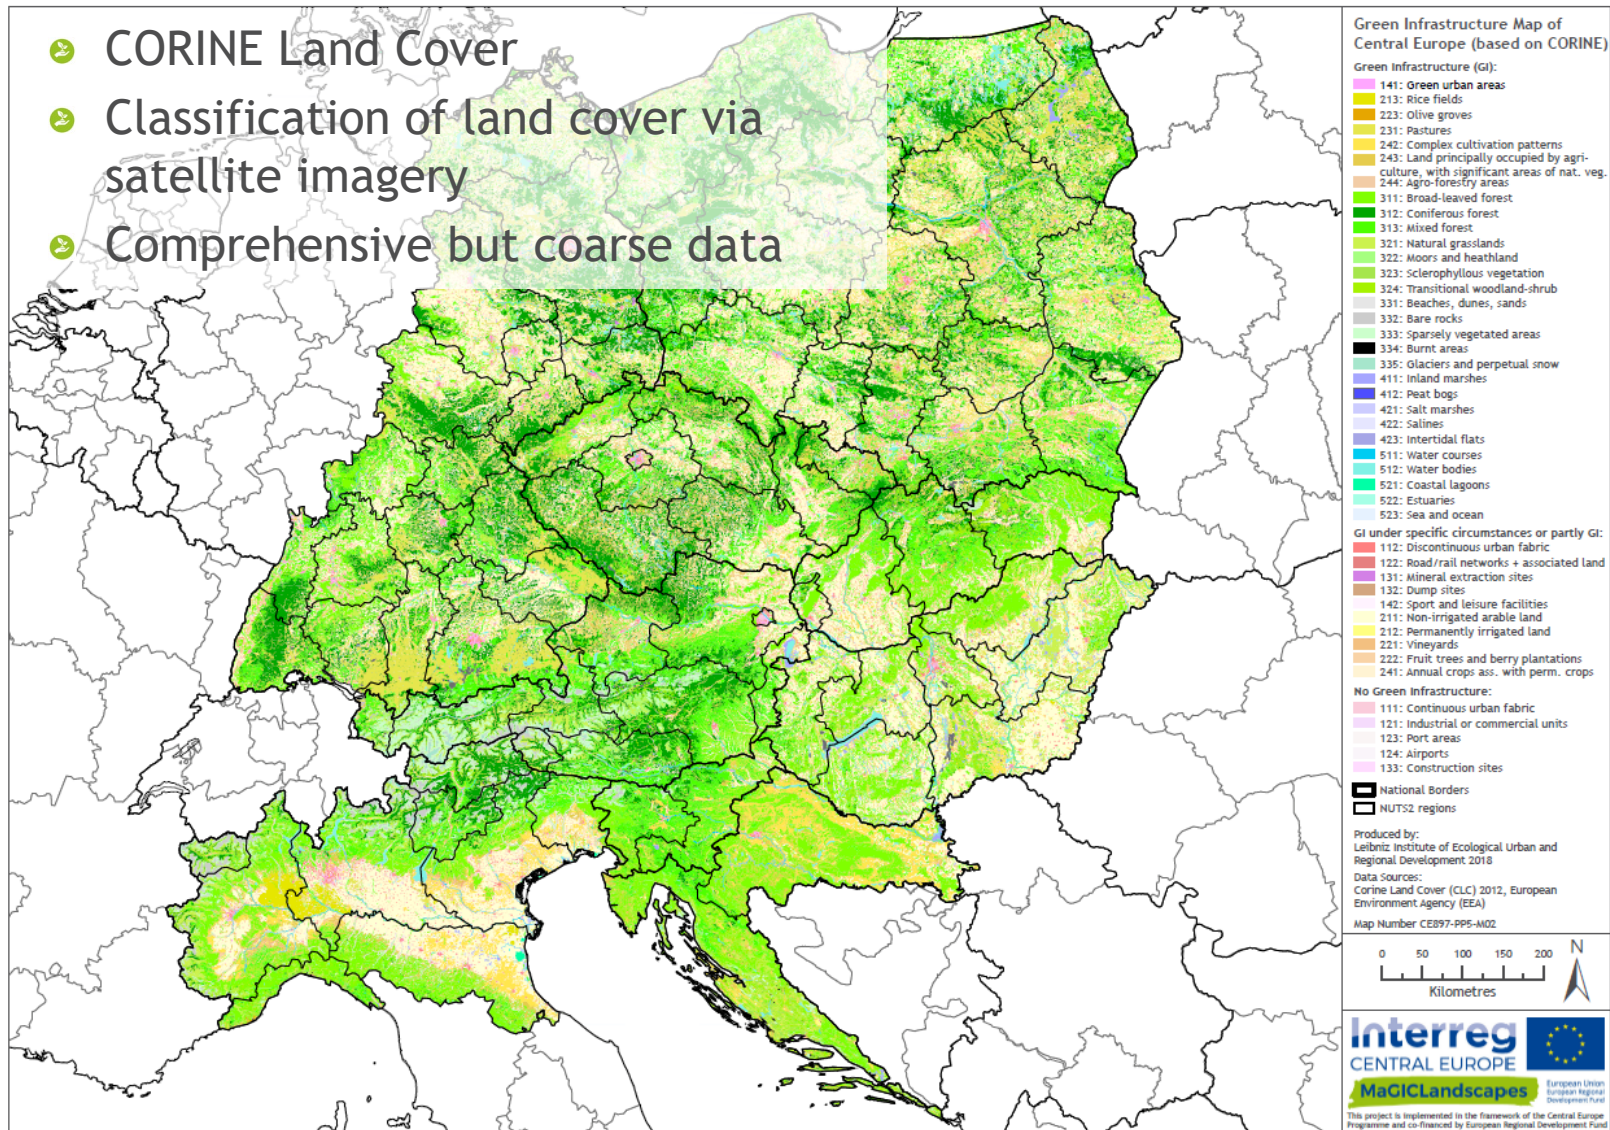 CORINE Land Cover
Classification of land cover via
satellite imagery
Comprehensive but coarse data
Green Infrastructure Map of
Central Europe (based on CORINE)
Green Infrastructure (GI):
141: Green urban areas
213: Rice fields
223: Olive groves
231: Pastures
242: Complex cultivation patterns
243: Land principally occupied by agri-
culture, with significant areas of nat. veg.
244: Agro-forestry areas
311: Broad-leaved forest
312: Coniferous forest
313: Mixed forest
321: Natural grasslands
322: Moors and heathland
323: Sclerophyllous vegetation
324: Transitional woodland-shrub
331: Beaches, dunes, sands
332: Bare rocks
333: Sparsely vegetated areas
334: Burnt areas
335: Glaciers and perpetual snow
411: Inland marshes
412: Peat bogs
421: Salt marshes
422: Salines
423: Intertidal flats
511: Water courses
512: Water bodies
521: Coastal lagoons
522: Estuaries
523: Sea and ocean
GI under specific circumstances or partly GI:
112: Discontinuous urban fabric
122: Road/rail networks + associated land
131: Mineral extraction sites
132: Dump sites
142: Sport and leisure facilities
211: Non-irrigated arable land
212: Permanently irrigated land
221: Vineyards
222: Fruit trees and berry plantations
241: Annual crops ass. with perm. crops
No Green Infrastructure:
111: Continuous urban fabric
121: Industrial or commercial units
123: Port areas
124: Airports
133: Construction sites
National Borders
NUTS2 regions
Produced by:
Leibniz Institute of Ecological Urban and
Regional Development 2018
Data Sources:
Corine Land Cover (CLC) 2012, European
Environment Agency (EEA)
Map Number CE897-PP5-M02
0 50 100 150 200
Kilometres
N
Interreg
CENTRAL EUROPE
MaGICLandscapes
European Union
European Regional
Development Fund
This project is implemented in the framework of the Central Europe
Programme and co-financed by European Regional Development Fund